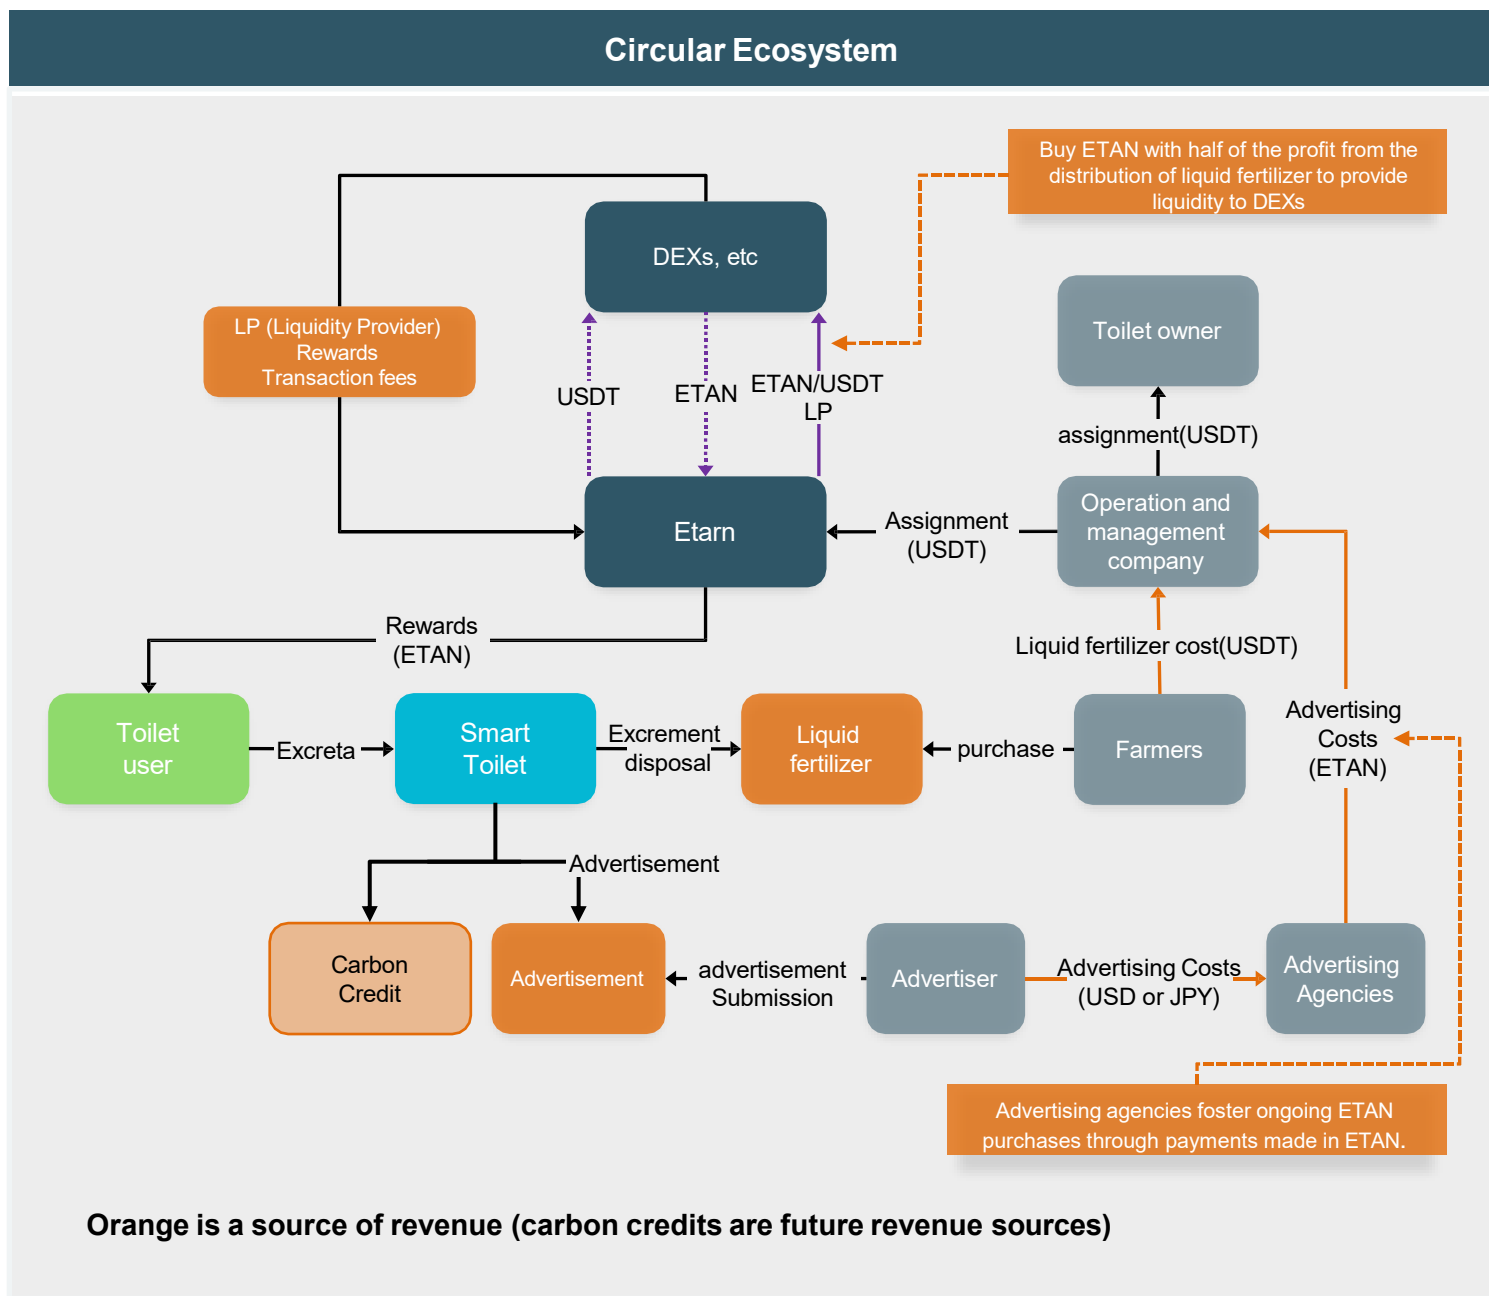 Circular Ecosystem
Buy ETAN with half of the profit from the
distribution of liquid fertilizer to provide
liquidity to DEXs
DEXs, etc
LP (Liquidity Provider)
Rewards
Transaction fees
USDT
ETAN
ETAN/USDT
LP
Toilet owner
assignment(USDT)
Etarn
Assignment
(USDT)
Operation and
management
company
Rewards
(ETAN)
Liquid fertilizer cost(USDT)
Toilet
user
Excreta
Smart
Toilet
Excrement
disposal
Liquid
fertilizer
purchase
Farmers
Advertising
Costs
(ETAN)
Advertisement
Carbon
Credit
Advertisement
advertisement
Submission
Advertiser
Advertising Costs
(USD or JPY)
Advertising
Agencies
Advertising agencies foster ongoing ETAN
purchases through payments made in ETAN.
Orange is a source of revenue (carbon credits are future revenue sources)